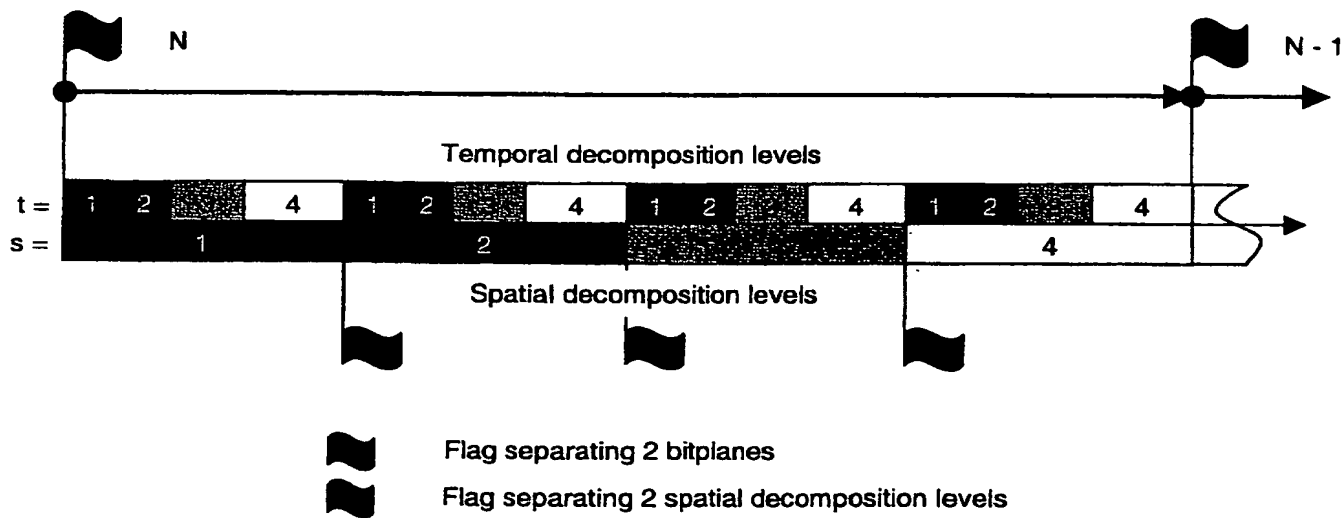 N
N - 1
Temporal decomposition levels
t = 1 2 4 1 2 4 1 2 4 1 2 4
s = 1 2 4
Spatial decomposition levels
Flag separating 2 bitplanes
Flag separating 2 spatial decomposition levels